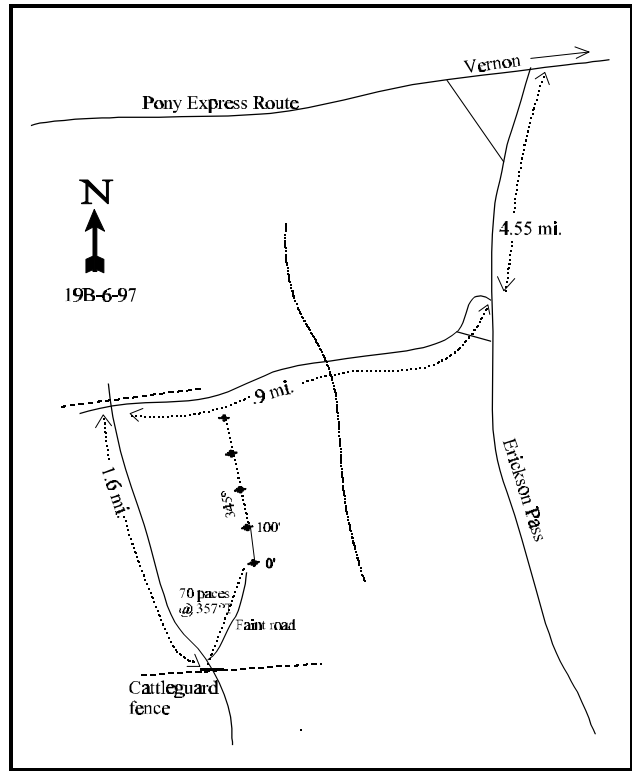 Vernon
Pony Express Route
N
4.55 mi.
19B-6-97
.9 mi.
1.6 mi.
Erickson Pass
345°
100'
0'
70 paces
Faint road
Cattleguard
fence